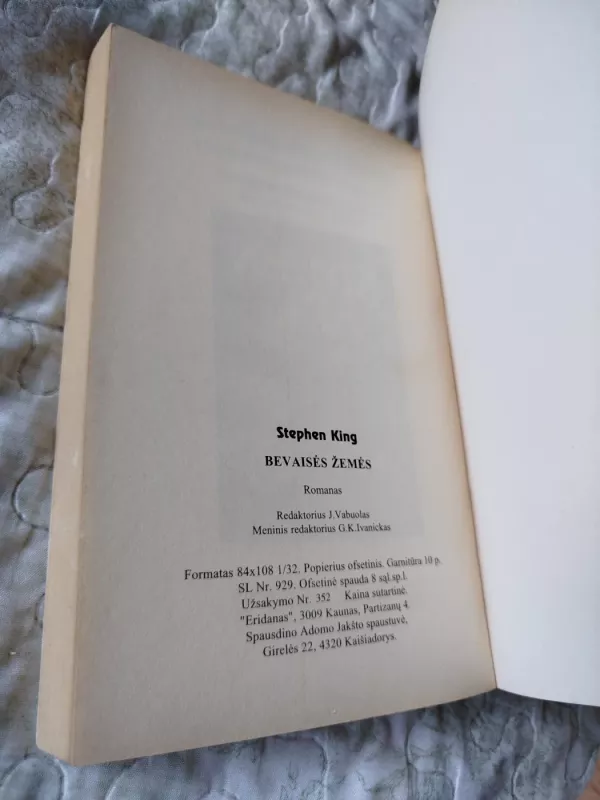 Stephen King
BEVAISĖS ŽEMĖS
Romanas
Redaktorius J.Vabuolas
Meninis redaktorius G.K.Ivanickas
Formatas 84x108 1/32. Popierius ofsetinis. Garnitūra 10 p.
SL Nr. 929. Ofsetinė spauda 8 sąl.sp.l.
Užsakymo Nr. 352 Kaina sutartinė.
"Eridanas", 3009 Kaunas, Partizanų 4.
Spausdino Adomo Jakšto spaustuvė,
Girelės 22, 4320 Kaišiadorys.